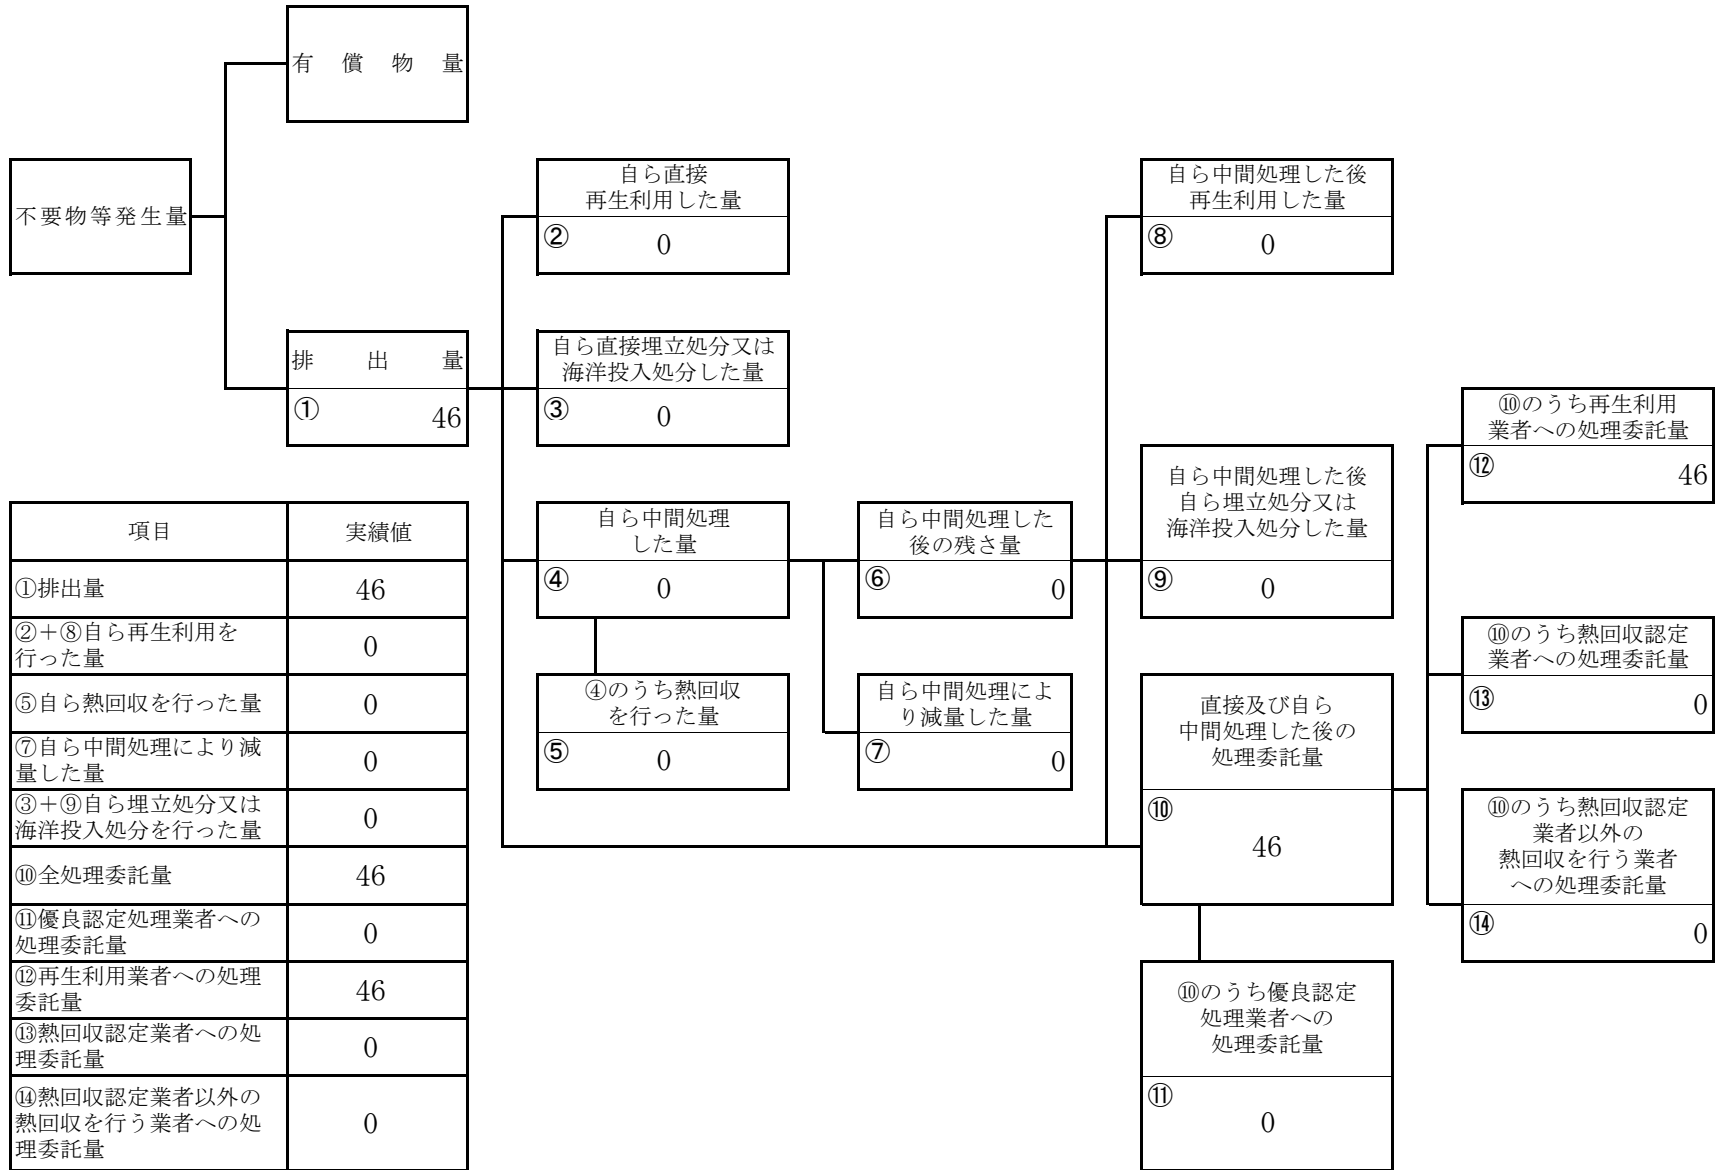 有償物量
不要物等発生量
排出量
①
46
自ら直接
再生利用した量
②
0
自ら直接埋立処分又は
海洋投入処分した量
③
0
自ら中間処理
した量
④
0
④のうち熱回収
を行った量
⑤
0
自ら中間処理した
後の残さ量
⑥
0
自ら中間処理によ
り減量した量
⑦
0
自ら中間処理した後
再生利用した量
⑧
0
自ら中間処理した後
自ら埋立処分又は
海洋投入処分した量
⑨
0
直接及び自ら
中間処理した後の
処理委託量
⑩
46
⑩のうち優良認定
処理業者への
処理委託量
⑪
0
⑩のうち再生利用
業者への処理委託量
⑫
46
⑩のうち熱回収認定
業者への処理委託量
⑬
0
⑩のうち熱回収認定
業者以外の
熱回収を行う業者
への処理委託量
⑭
0
項目 実績値
①排出量 46
②＋⑧自ら再生利用を
行った量 0
⑤自ら熱回収を行った量 0
⑦自ら中間処理により減
量した量 0
③＋⑨自ら埋立処分又は
海洋投入処分を行った量 0
⑩全処理委託量 46
⑪優良認定処理業者への
処理委託量 0
⑫再生利用業者への処理
委託量 46
⑬熱回収認定業者への処
理委託量 0
⑭熱回収認定業者以外の
熱回収を行う業者への処
理委託量 0